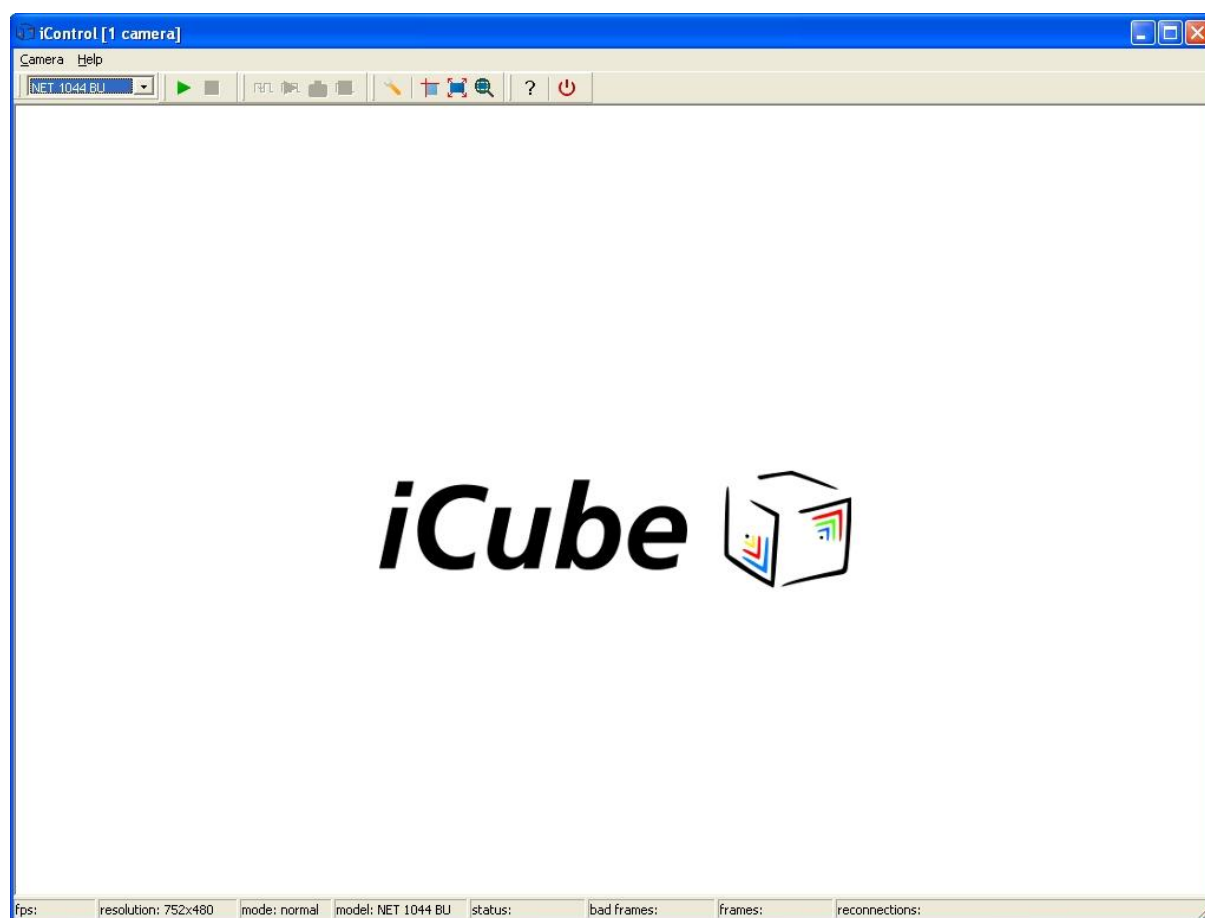 iControl [1 camera]
Camera Help
NET 1044 BU
?
iCube
fps: resolution: 752x480 mode: normal model: NET 1044 BU status: bad frames: frames: reconnections: